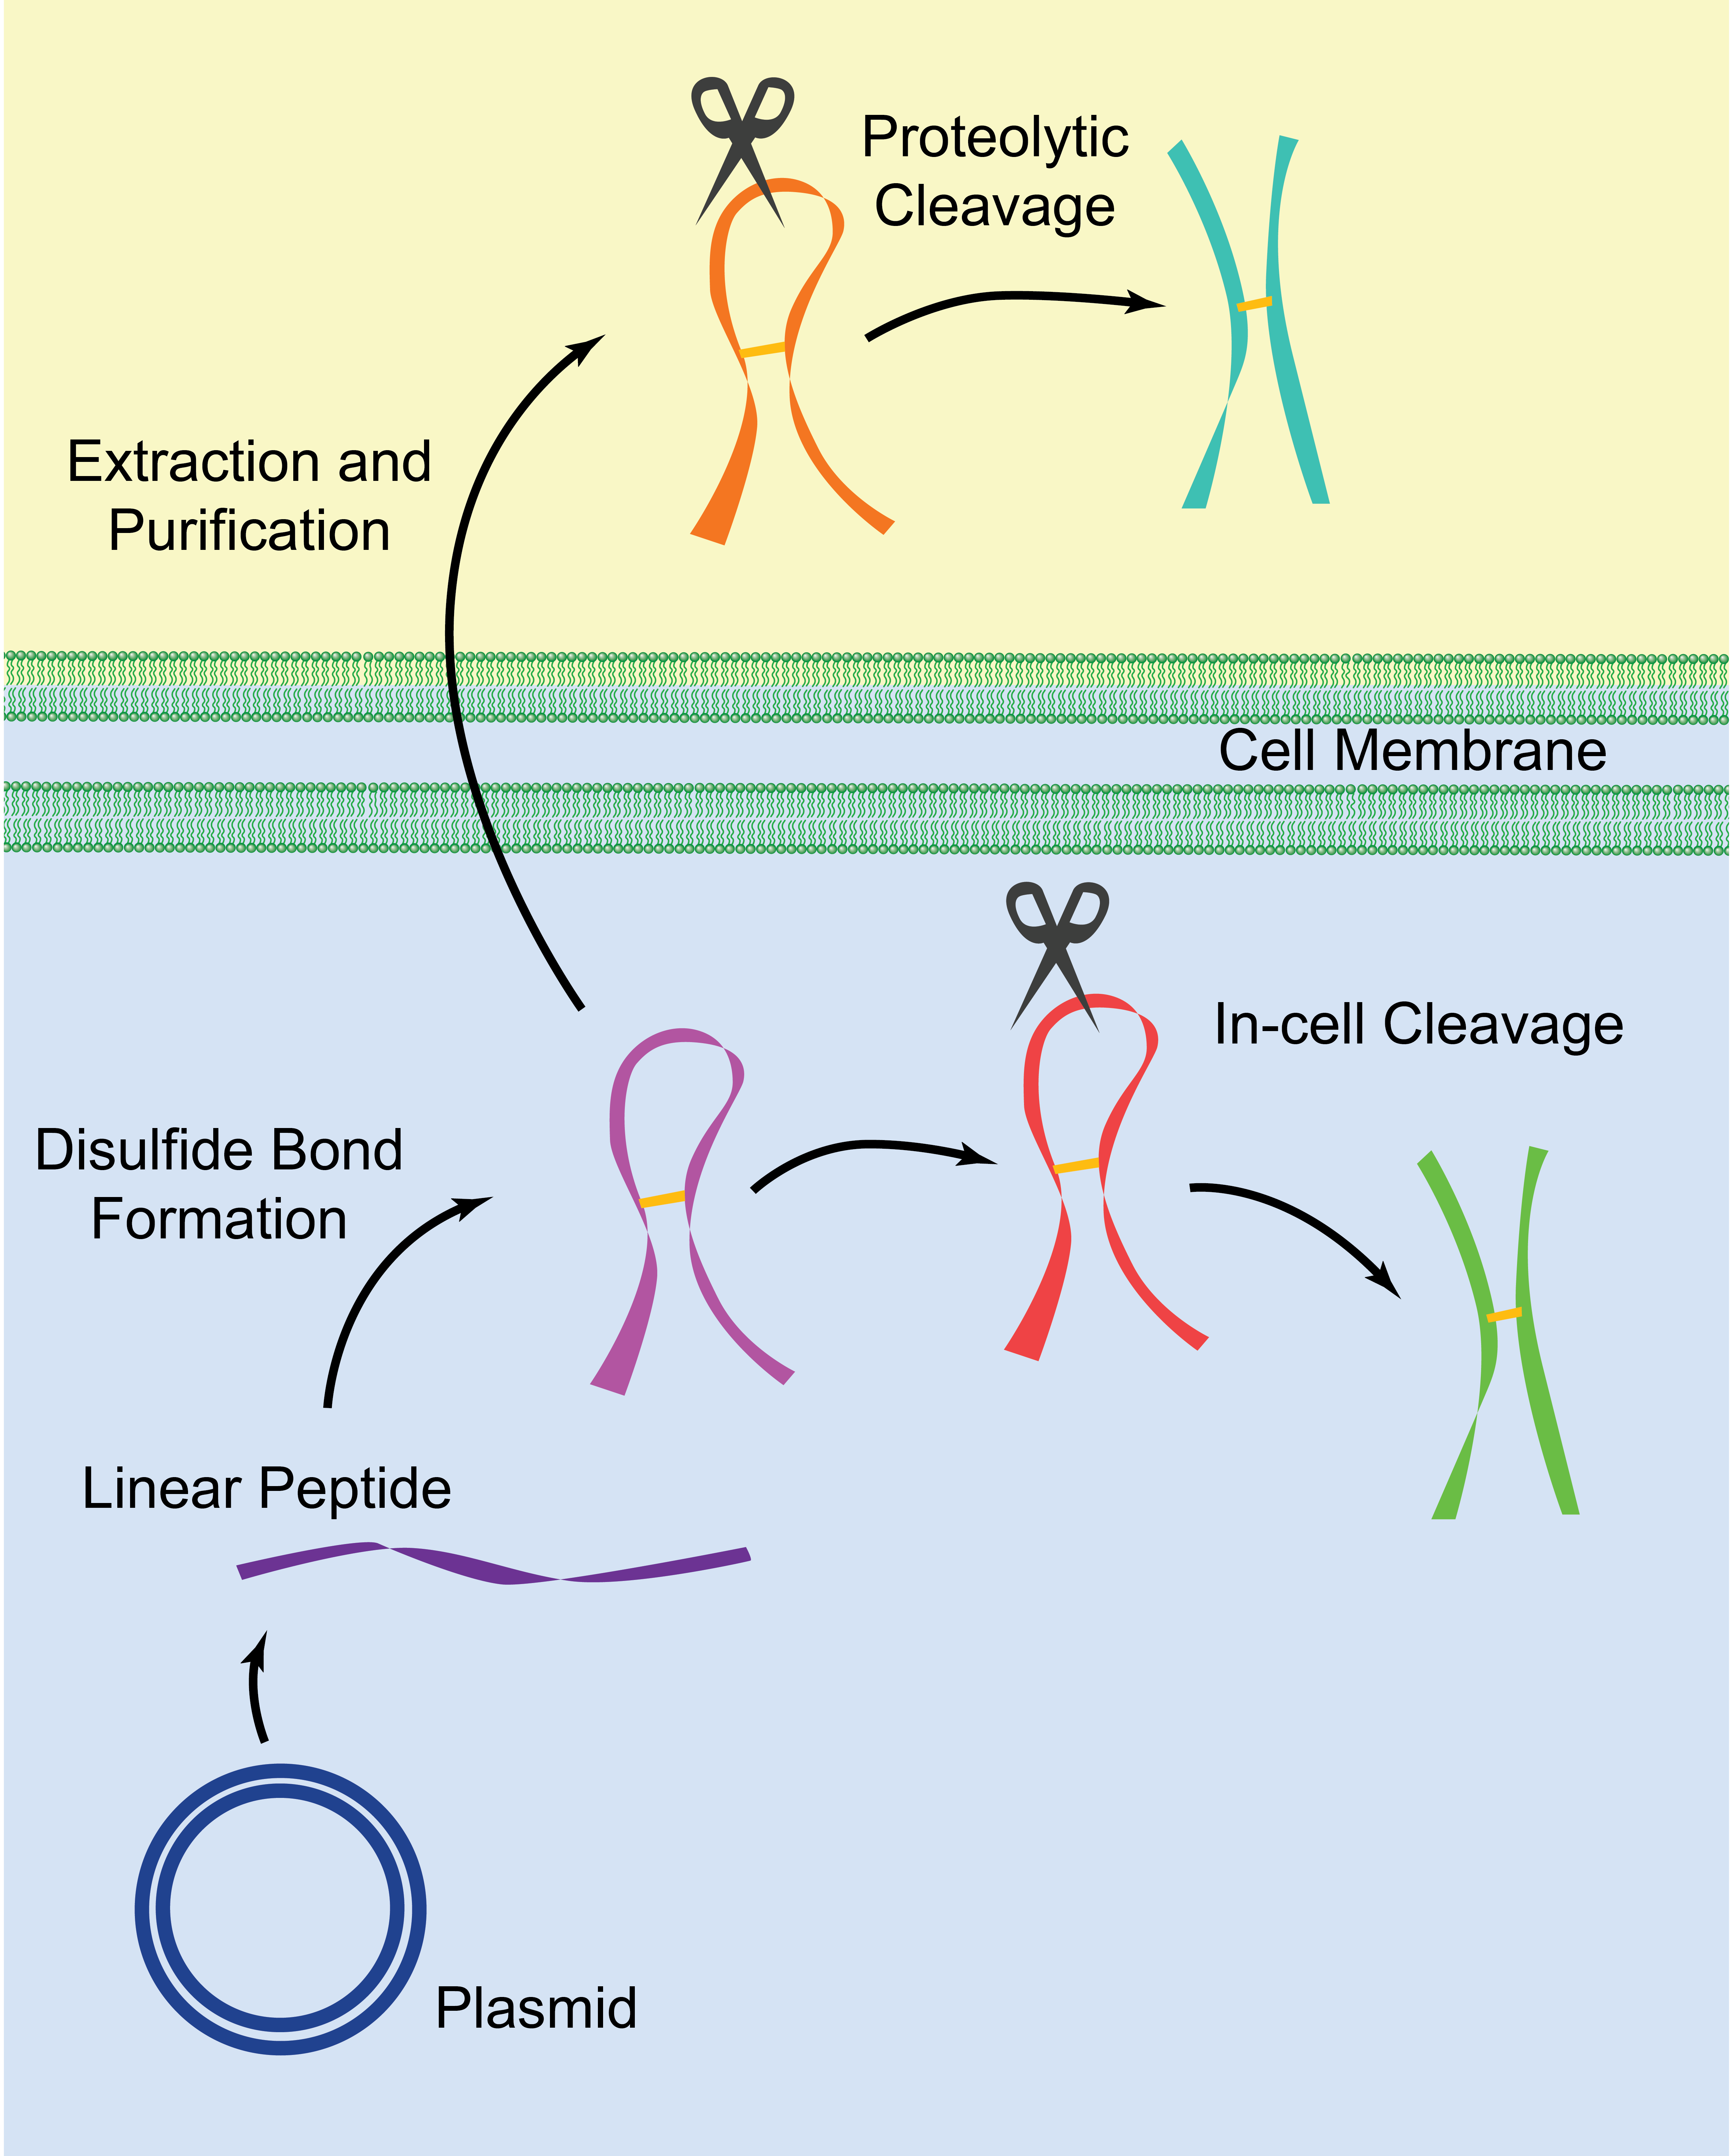 Proteolytic
Cleavage
Extraction and
Purification
Cell Membrane
In-cell Cleavage
Disulfide Bond
Formation
Linear Peptide
Plasmid